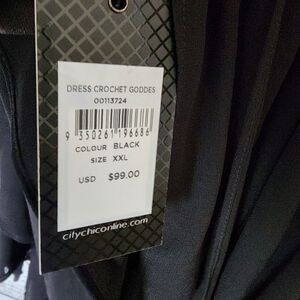 DRESS CROCHET GODDES
00113724
9 350261 196686
COLOUR BLACK
SIZE XXL
USD $99.00
citychiconline.com